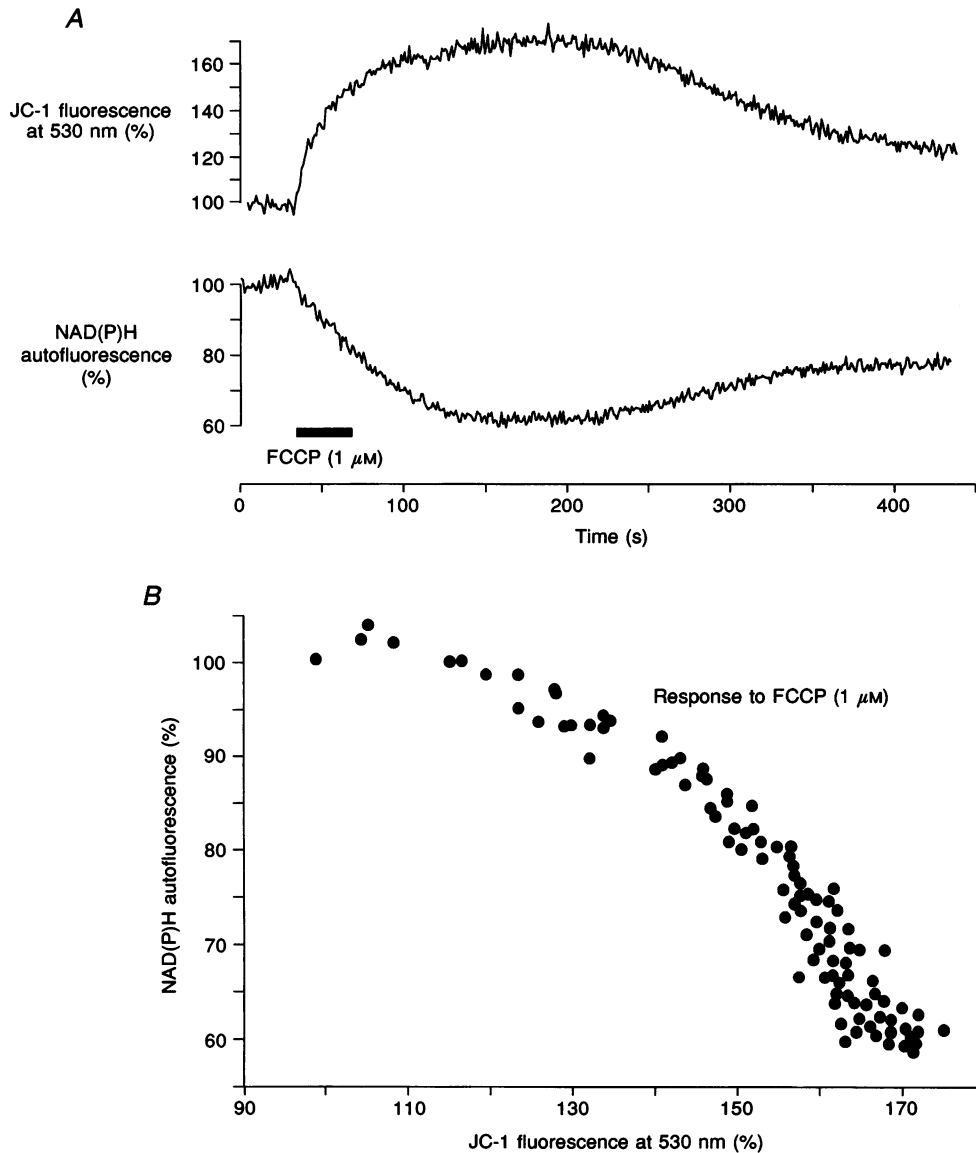 A
JC-1 fluorescence
at 530 nm (%)
160
140
120
100
NAD(P)H
autofluorescence
(%)
100
80
60
FCCP (1 μM)
0 100 200 300 400
Time (s)
B
NAD(P)H autofluorescence (%)
100
90
80
70
60
Response to FCCP (1 μM)
90 110 130 150 170
JC-1 fluorescence at 530 nm (%)